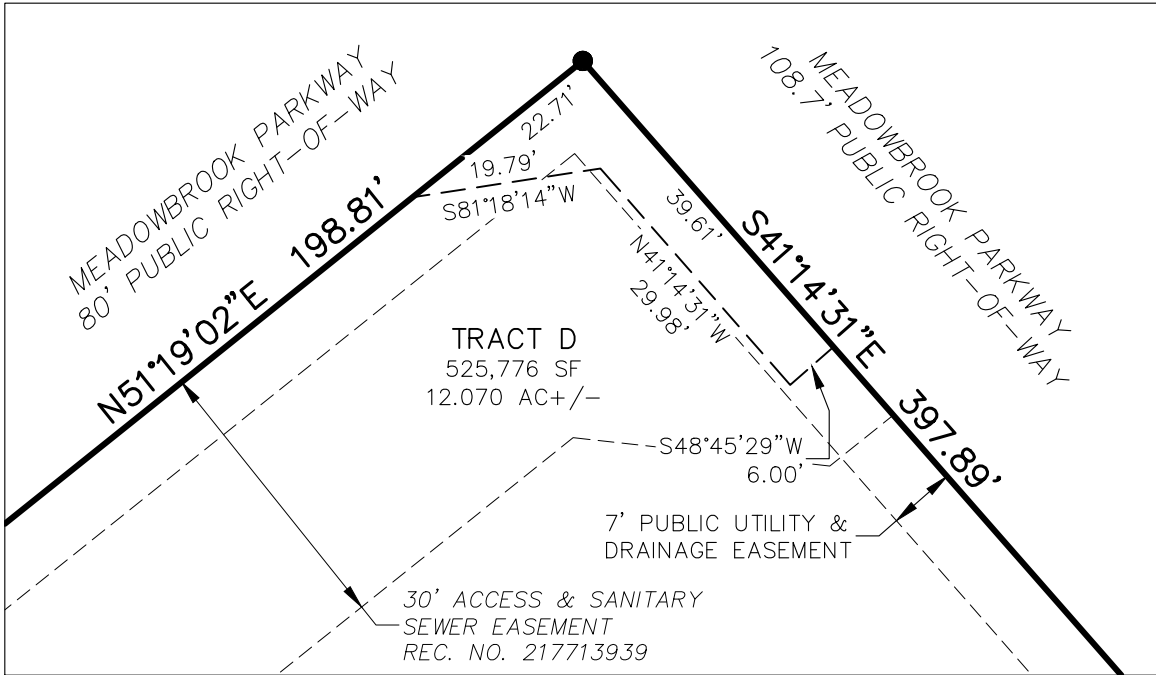 MEADOWBROOK PARKWAY
80' PUBLIC RIGHT-OF-WAY
MEADOWBROOK PARKWAY
108.7' PUBLIC RIGHT-OF-WAY
22.71'
19.79'
S81°18'14"W
39.61'
N41°14'31"W
29.98'
N51°19'02"E 198.81'
S41°14'31"E 397.89'
TRACT D
525,776 SF
12.070 AC+/-
S48°45'29"W
6.00'
7' PUBLIC UTILITY &
DRAINAGE EASEMENT
30' ACCESS & SANITARY
SEWER EASEMENT
REC. NO. 217713939